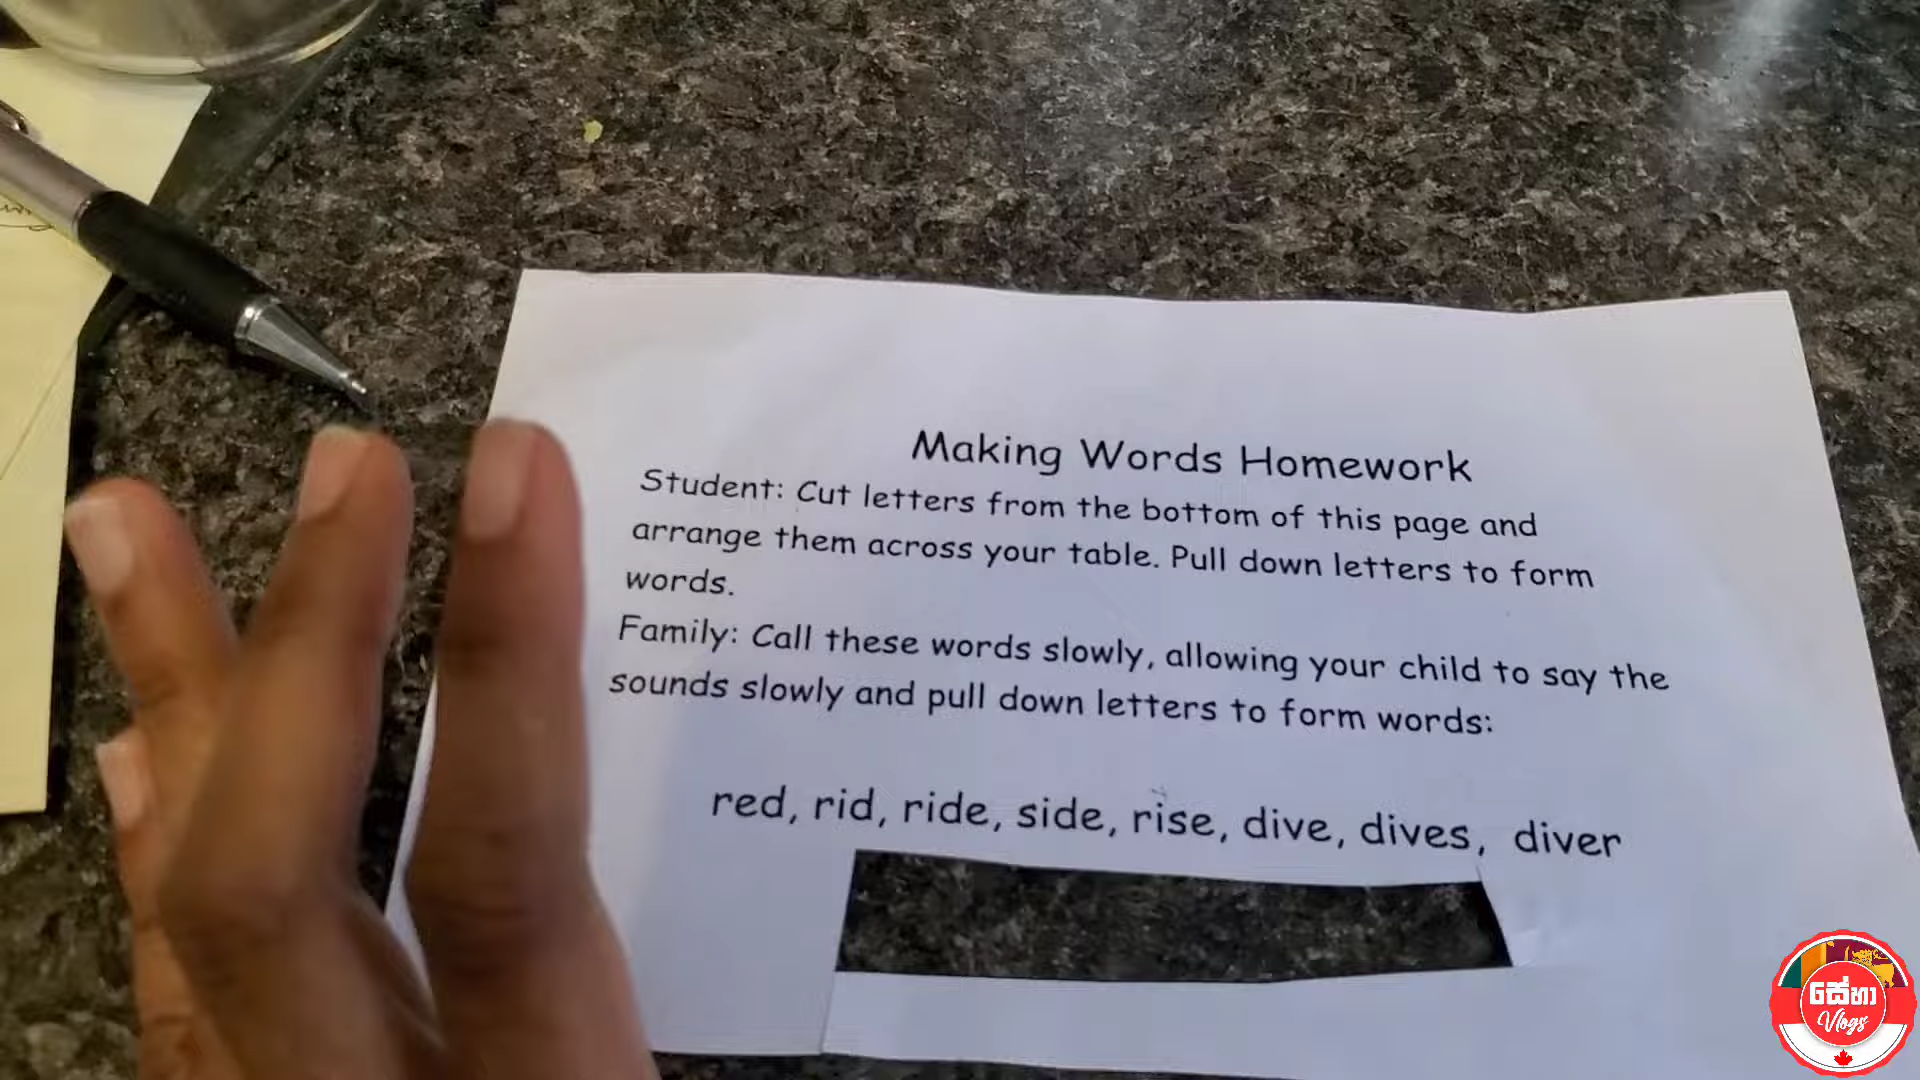 Making Words Homework
Student: Cut letters from the bottom of this page and
arrange them across your table. Pull down letters to form
words.
Family: Call these words slowly, allowing your child to say the
sounds slowly and pull down letters to form words:
red, rid, ride, side, rise, dive, dives, diver
සේහා
Vlogs